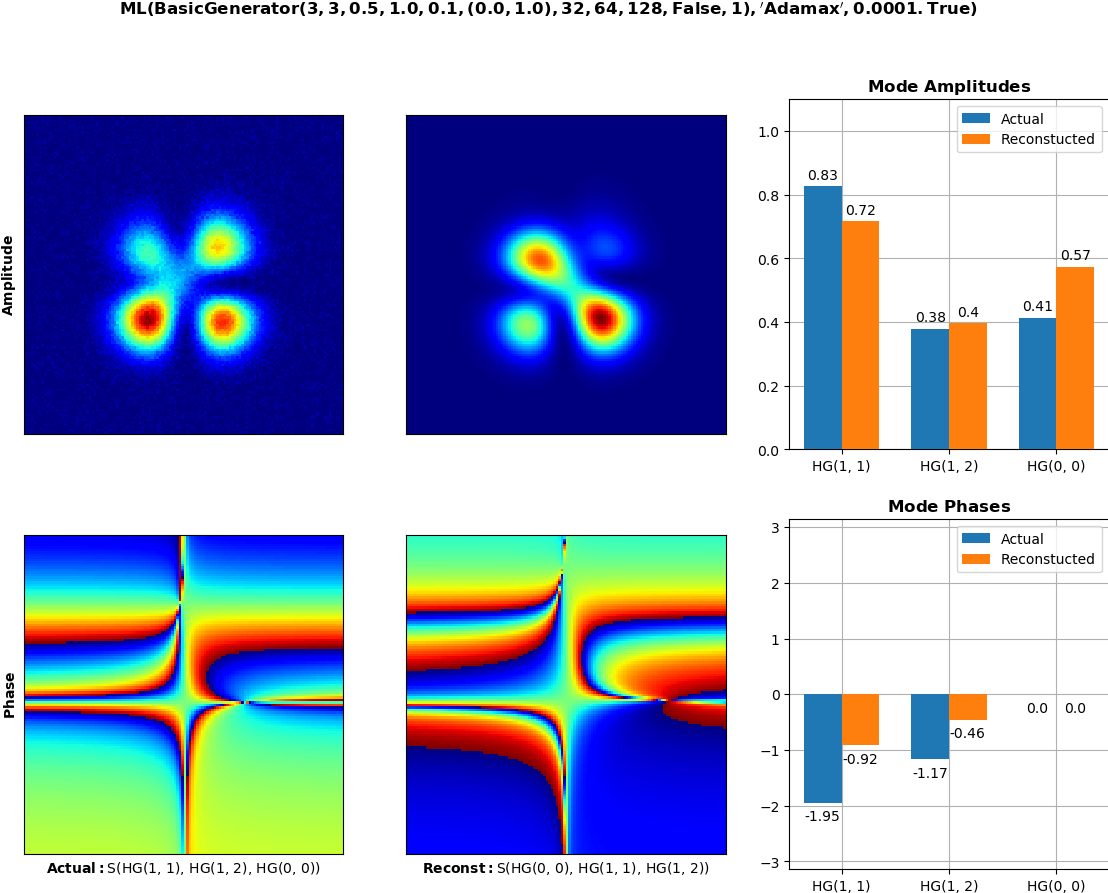 ML(BasicGenerator(3, 3, 0.5, 1.0, 0.1, (0.0, 1.0), 32, 64, 128, False, 1), ′Adamax′, 0.0001. True)
Amplitude
Mode Amplitudes
Actual
Reconstucted
1.0
0.8
0.6
0.4
0.2
0.0
0.83
0.72
0.38
0.4
0.41
0.57
HG(1, 1)
HG(1, 2)
HG(0, 0)
Phase
Actual: S(HG(1, 1), HG(1, 2), HG(0, 0))
Reconst: S(HG(0, 0), HG(1, 1), HG(1, 2))
Mode Phases
Actual
Reconstucted
3
2
1
0
−1
−2
−3
-1.95
-0.92
-1.17
-0.46
0.0
0.0
HG(1, 1)
HG(1, 2)
HG(0, 0)